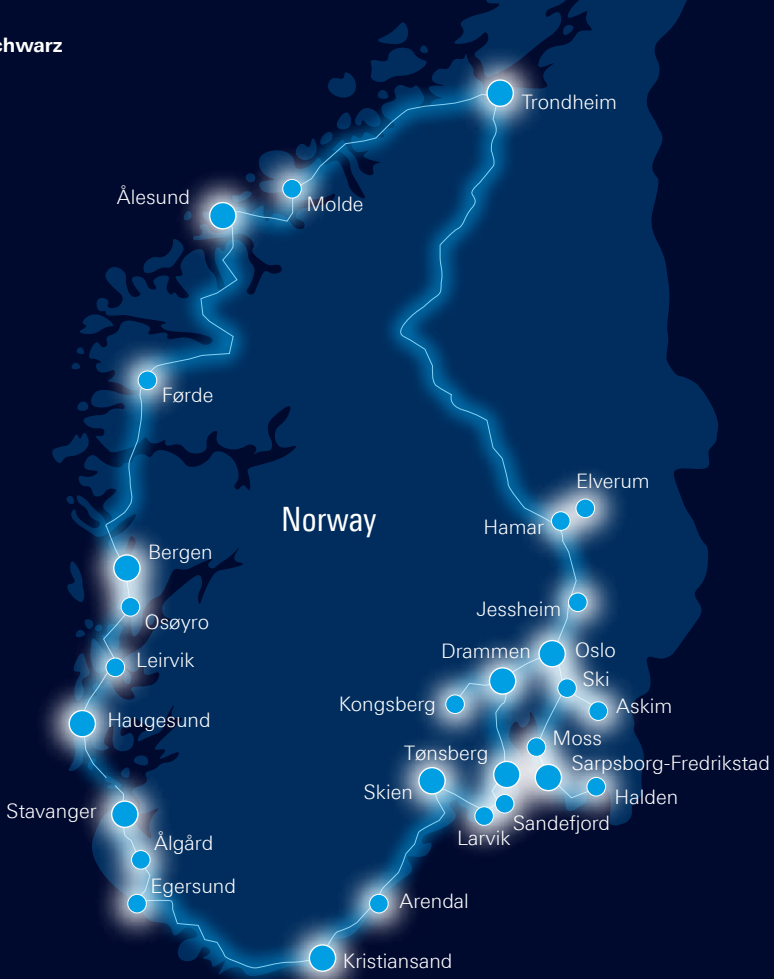 chwarz
Trondheim
Ålesund
Molde
Førde
Elverum
Norway
Hamar
Bergen
Jessheim
Osøyro
Drammen
Oslo
Leirvik
Ski
Kongsberg
Askim
Haugesund
Moss
Tønsberg
Sarpsborg-Fredrikstad
Skien
Halden
Stavanger
Sandefjord
Larvik
Ålgård
Egersund
Arendal
Kristiansand